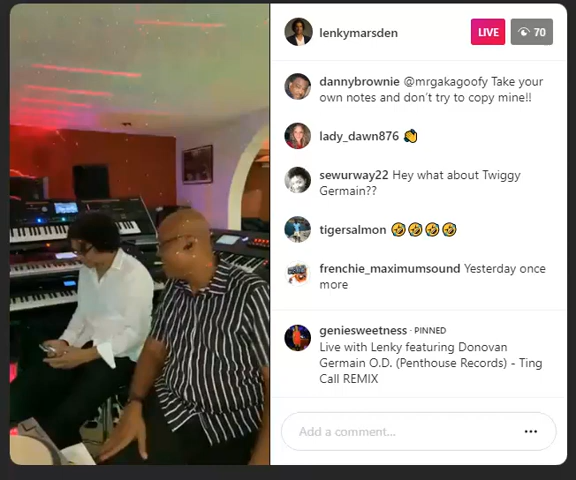 lenkymarsden
LIVE
70
dannybrownie @mrgakagoofy Take your
own notes and don't try to copy mine!!
lady_dawn876 👏
sewurway22 Hey what about Twiggy
Germain??
tigersalmon 🤣🤣🤣🤣
frenchie_maximumsound Yesterday once
more
geniesweetness · PINNED
Live with Lenky featuring Donovan
Germain O.D. (Penthouse Records) - Ting
Call REMIX
Add a comment...